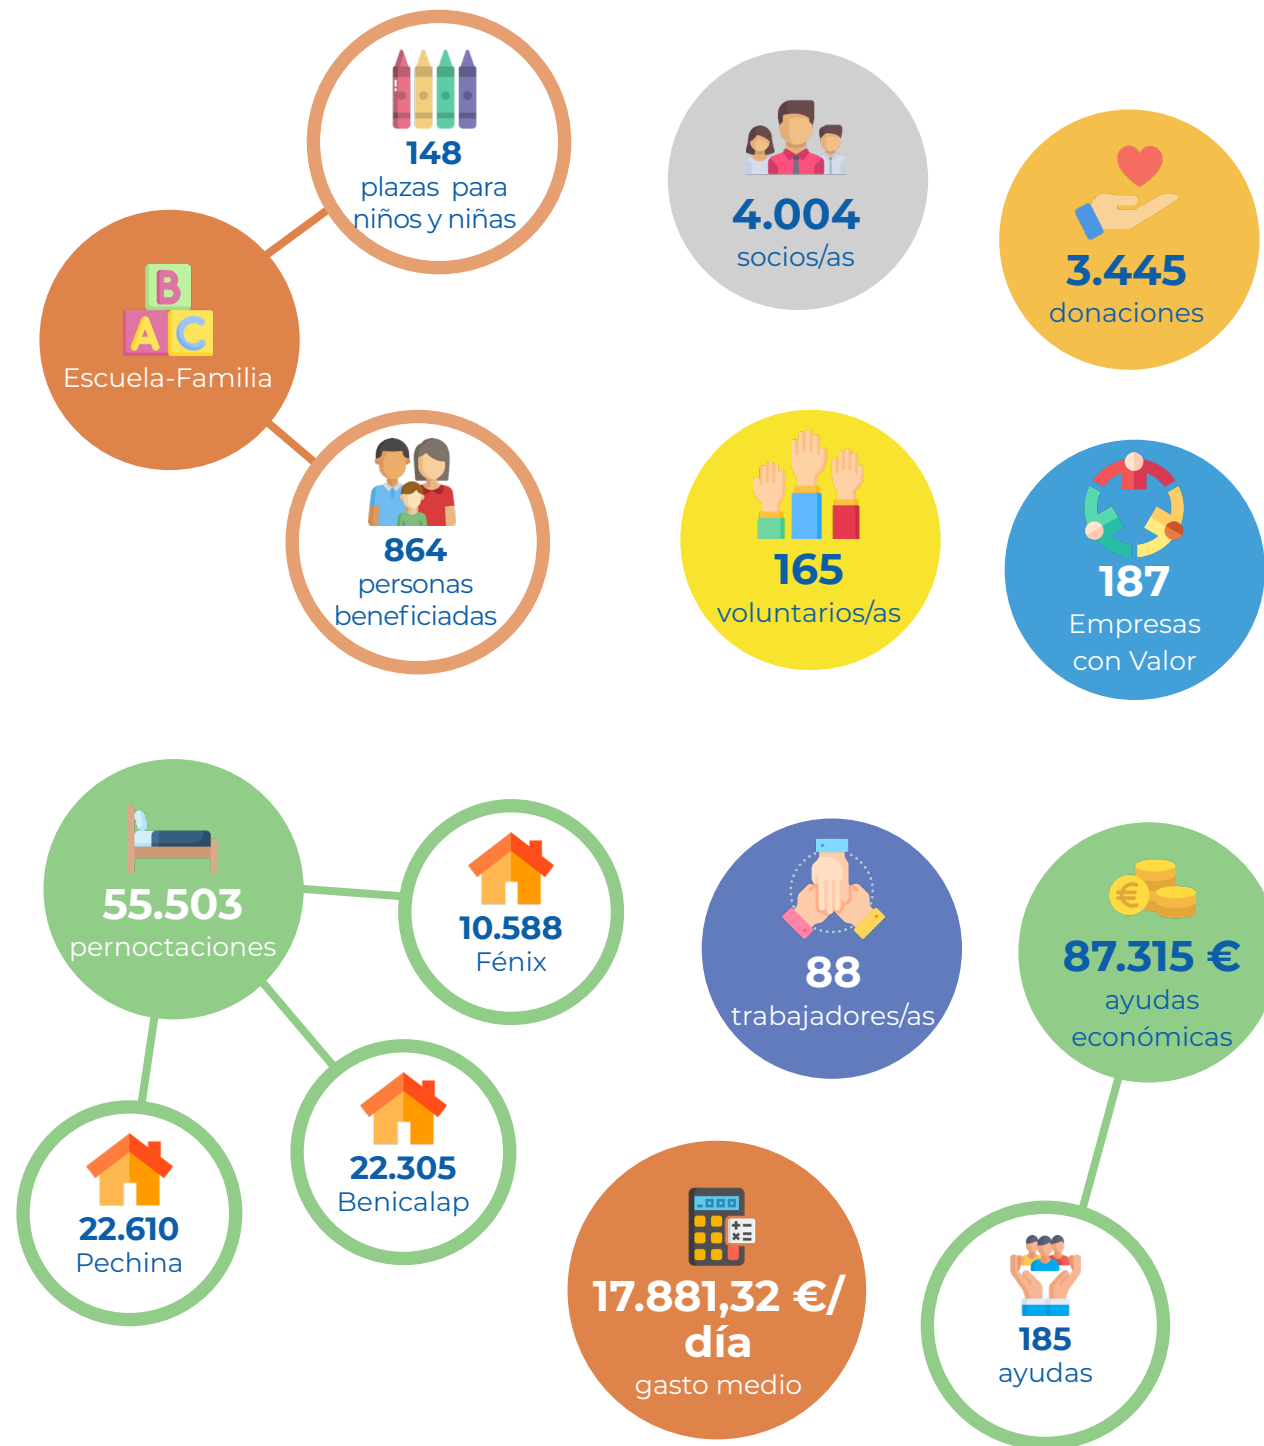 148
plazas para
niños y niñas
B
A C
Escuela-Familia
864
personas
beneficiadas
4.004
socios/as
3.445
donaciones
165
voluntarios/as
187
Empresas
con Valor
55.503
pernoctaciones
10.588
Fénix
22.305
Benicalap
22.610
Pechina
88
trabajadores/as
€
87.315 €
ayudas
económicas
185
ayudas
17.881,32 €/
día
gasto medio